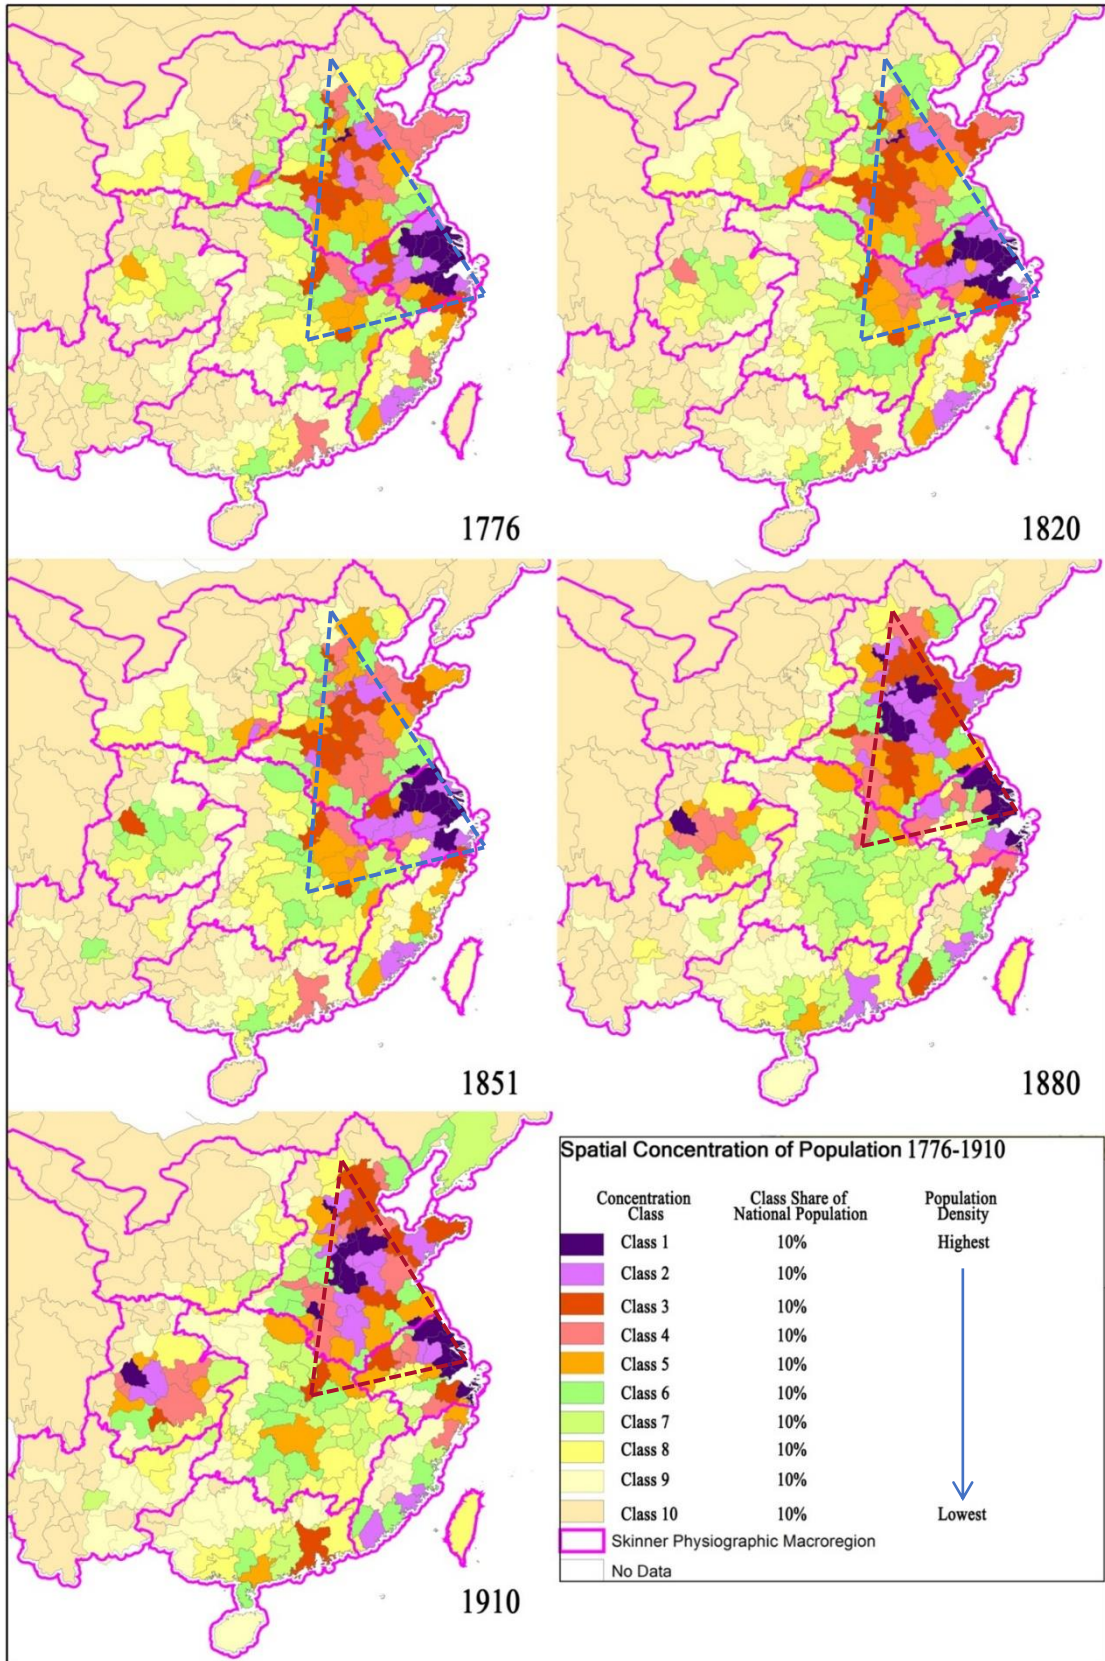 1776
1820
1851
1880
1910
Spatial Concentration of Population 1776-1910
Concentration Class
Class Share of National Population
Population Density
Class 1 10% Highest
Class 2 10%
Class 3 10%
Class 4 10%
Class 5 10%
Class 6 10%
Class 7 10%
Class 8 10%
Class 9 10%
Class 10 10% Lowest
Skinner Physiographic Macroregion
No Data